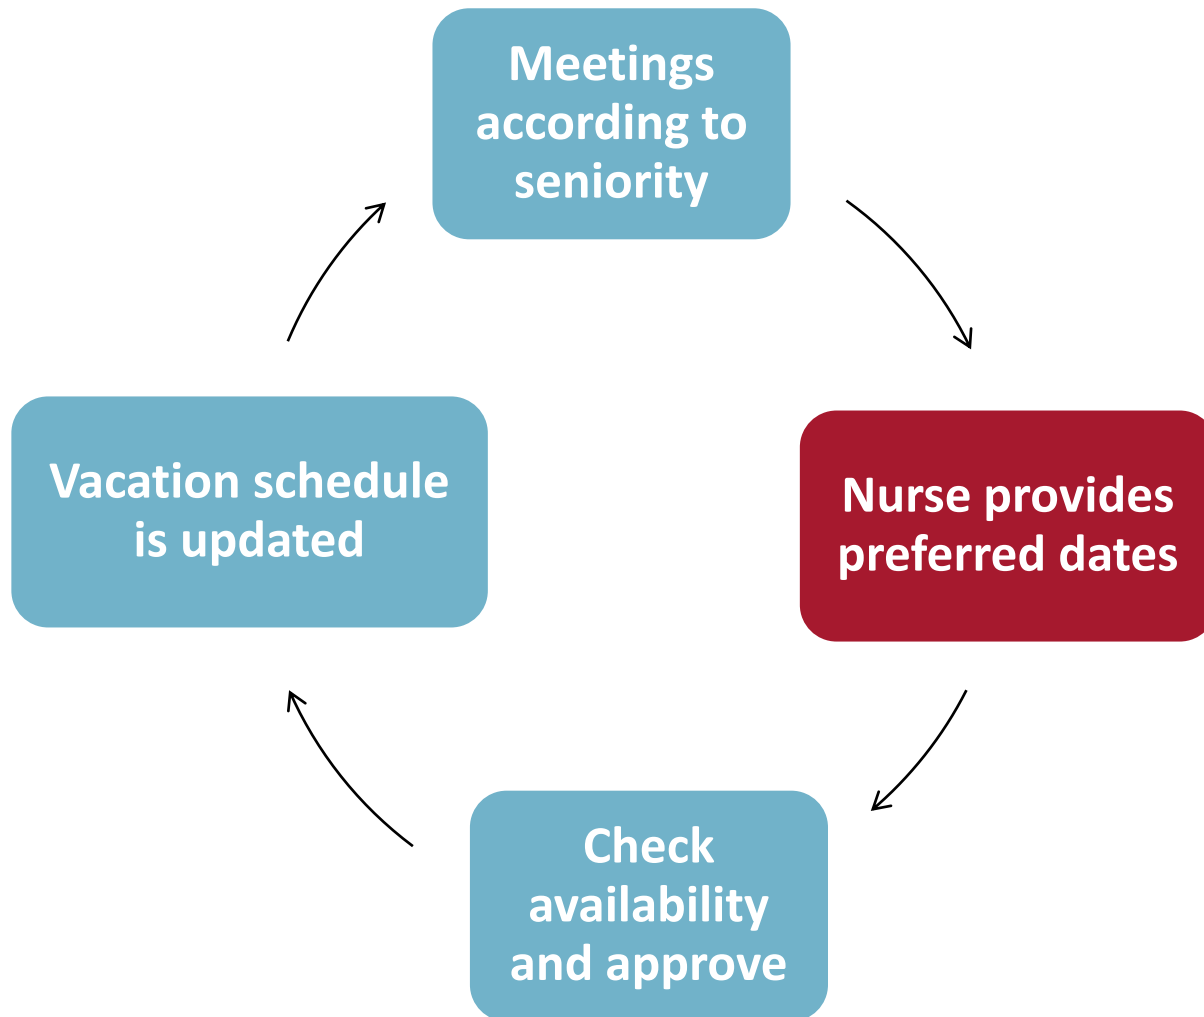 Meetings
according to
seniority
Nurse provides
preferred dates
Check
availability
and approve
Vacation schedule
is updated